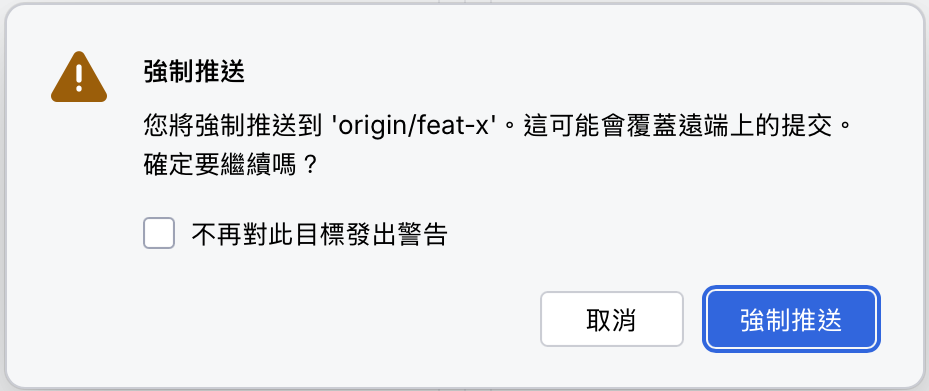 強制推送
您將強制推送到 'origin/feat-x'。這可能會覆蓋遠端上的提交。
確定要繼續嗎？
不再對此目標發出警告
取消
強制推送